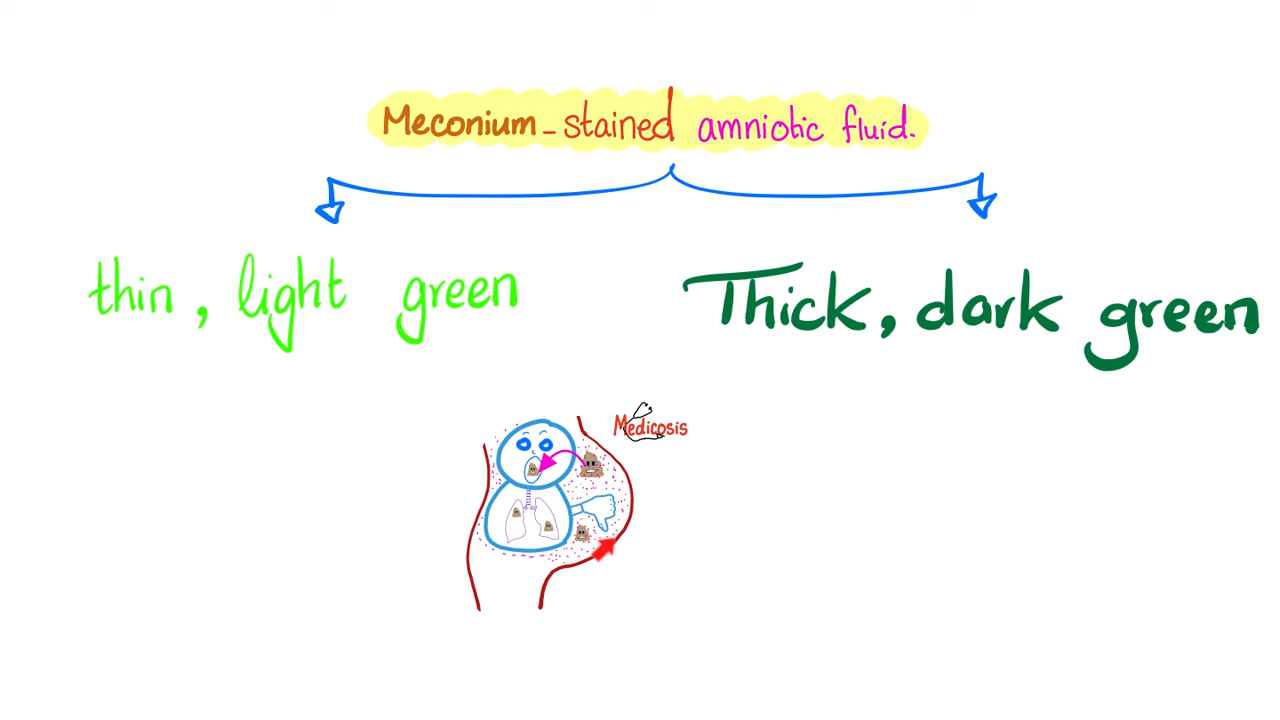 Meconium-stained amniotic fluid.
thin, light green
Thick, dark green
Medicosis